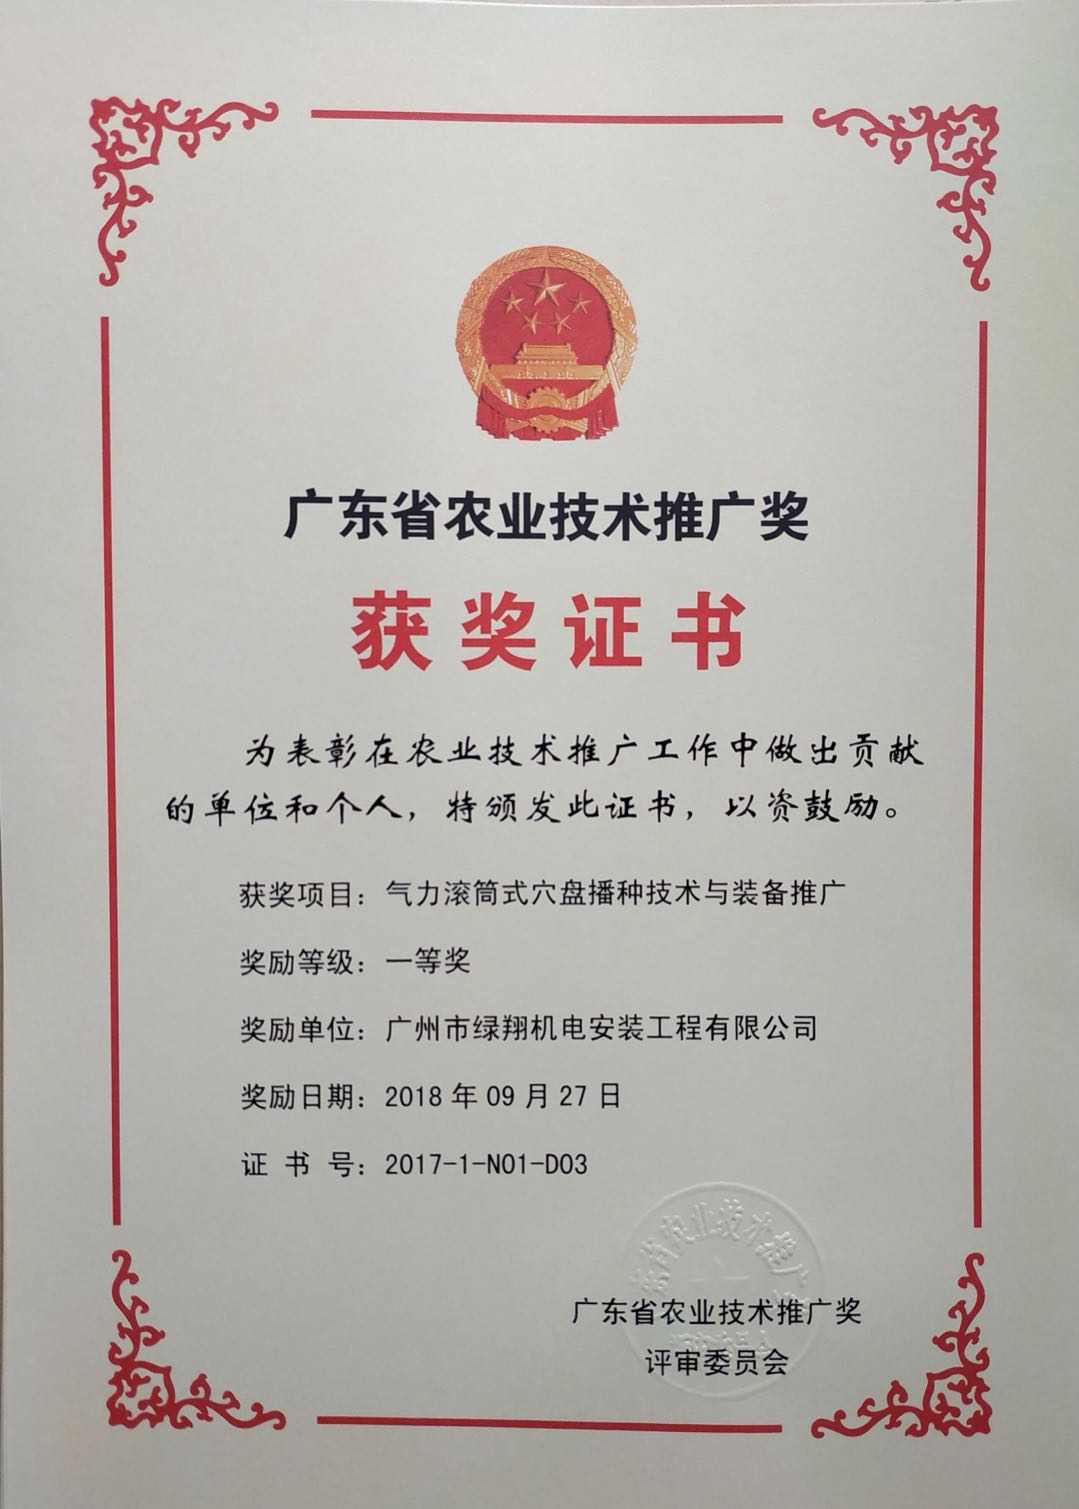 广东省农业技术推广奖
获奖证书
为表彰在农业技术推广工作中做出贡献
的单位和个人，特颁发此证书，以资鼓励。
获奖项目：气力滚筒式穴盘播种技术与装备推广
奖励等级：一等奖
奖励单位：广州市绿翔机电安装工程有限公司
奖励日期：2018 年 09 月 27 日
证 书 号：2017-1-N01-D03
广东省农业技术推广奖
评审委员会